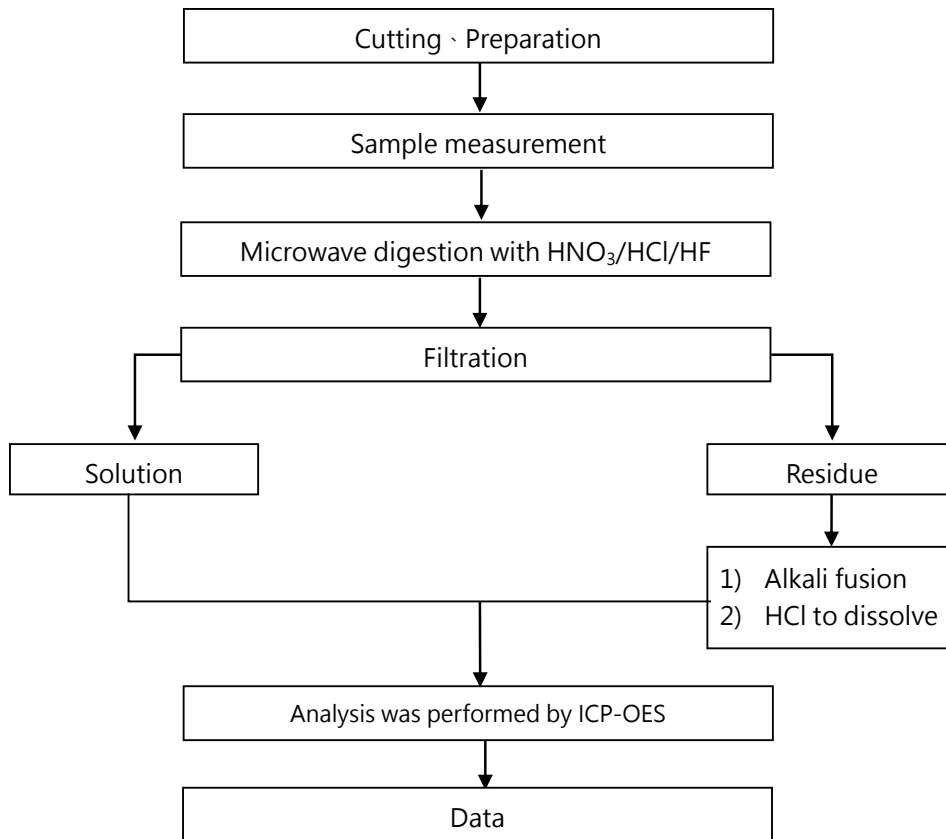 Cutting、Preparation
Sample measurement
Microwave digestion with HNO₃/HCl/HF
Filtration
Solution
Residue
1) Alkali fusion
2) HCl to dissolve
Analysis was performed by ICP-OES
Data